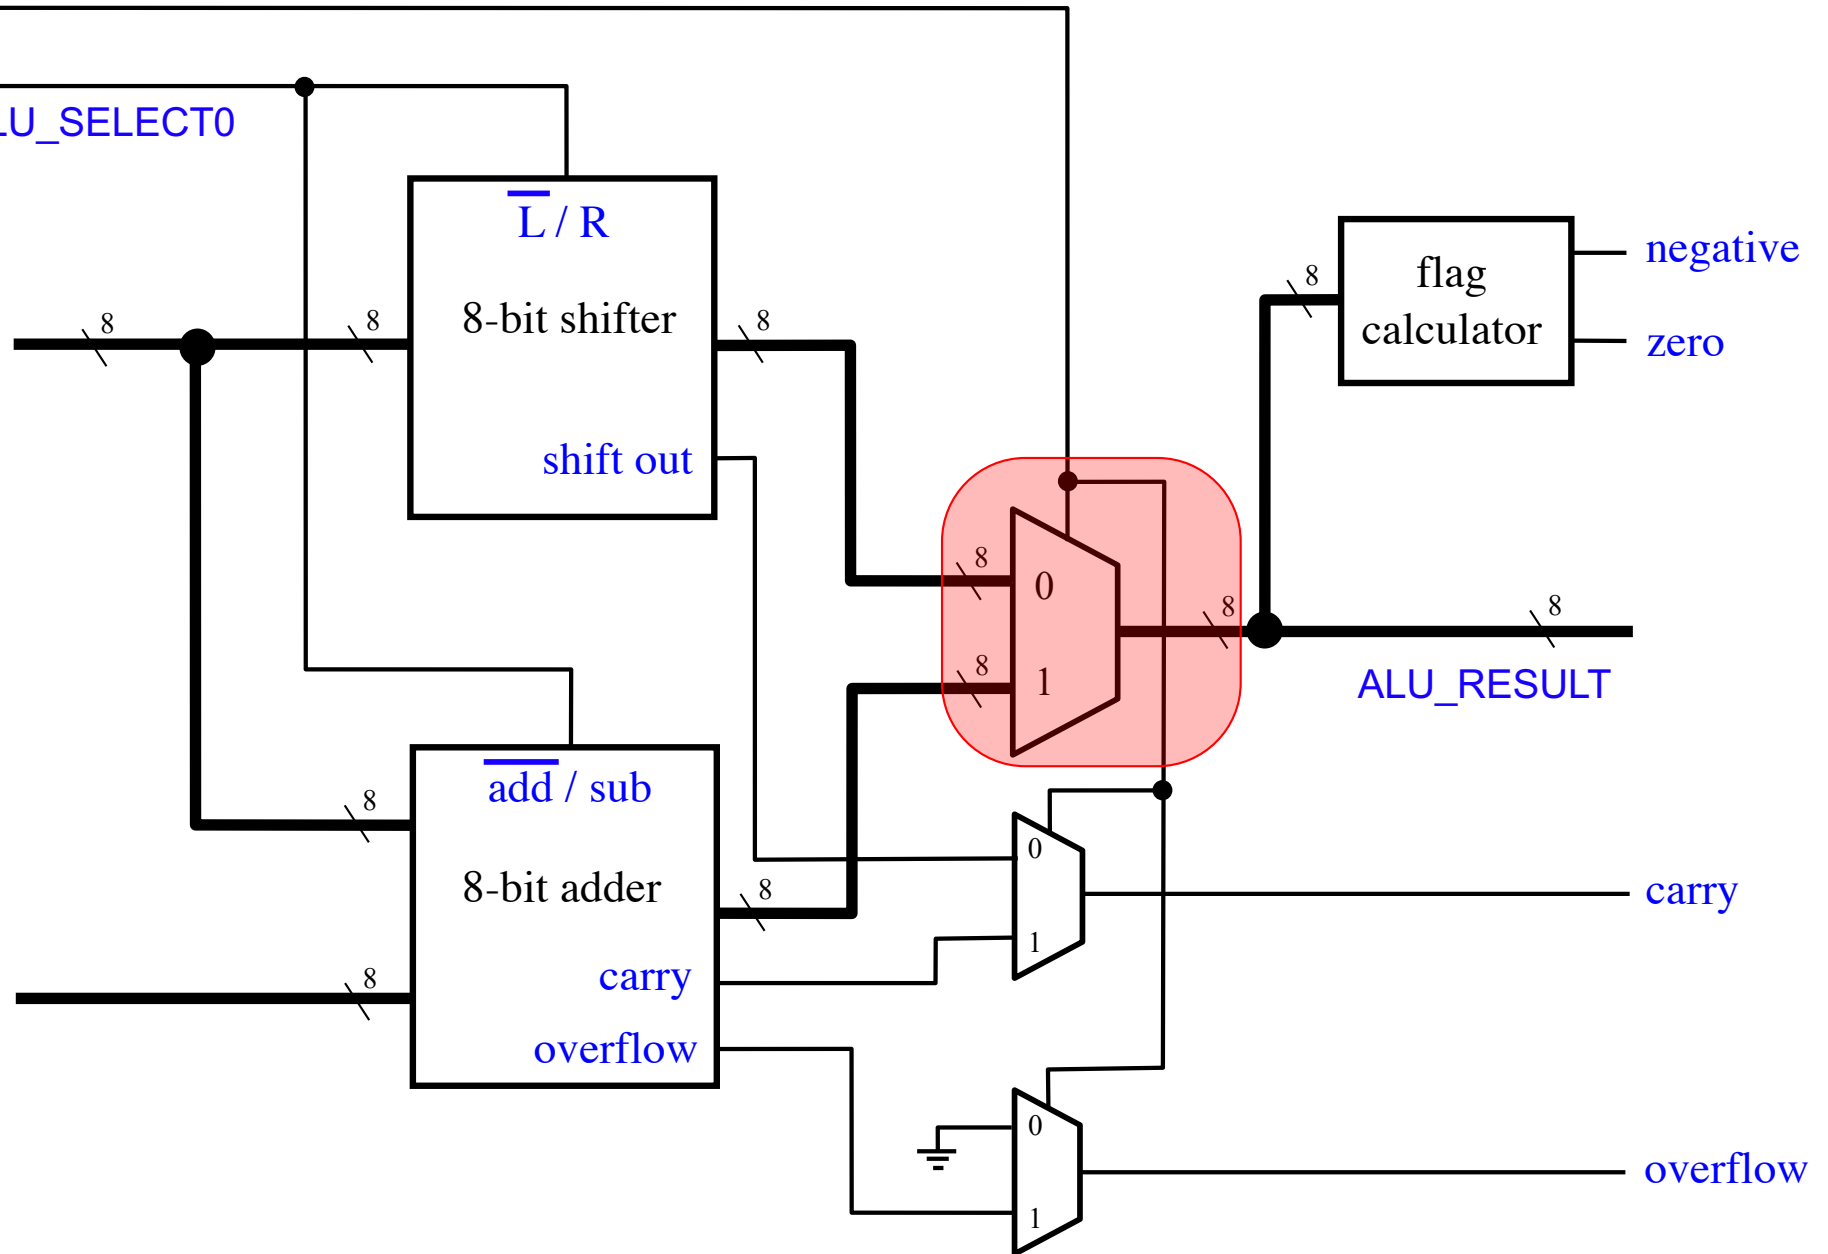 LU_SELECT0
L / R
8-bit shifter
shift out
8
8
8
add / sub
8-bit adder
carry
overflow
8
8
8
8
8
0
1
8
0
1
0
1
8
flag
calculator
negative
zero
8
ALU_RESULT
carry
overflow